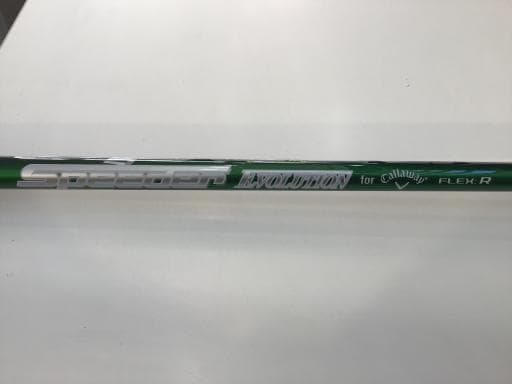 Speeder EVOLUTION for Callaway FLEX: R